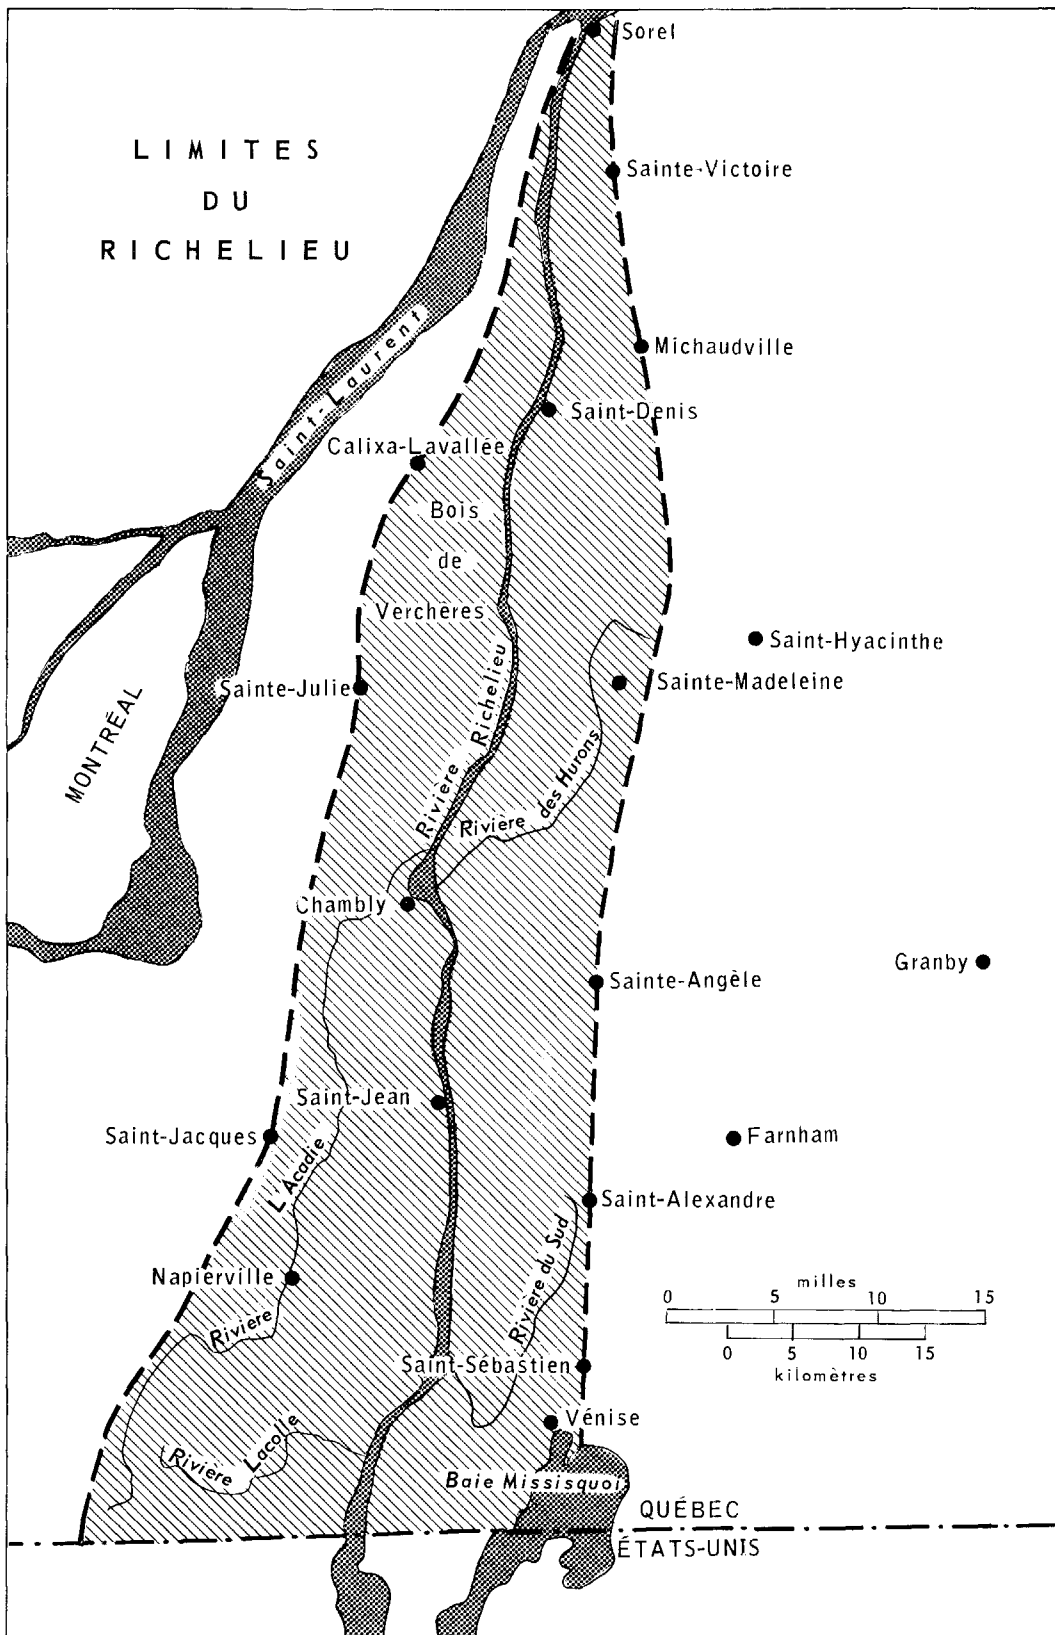 Sorel
LIMITES
DU
RICHELIEU
Sainte-Victoire
Saint-Laurent
Michaudville
Saint-Denis
Calixa-Lavallée
Bois
de
Verchères
Saint-Hyacinthe
Sainte-Julie
Sainte-Madeleine
MONTRÉAL
Rivière Richelieu
Rivière des Hurons
Chambly
Granby
Sainte-Angèle
Saint-Jean
Saint-Jacques
Farnham
L'Acadie
Saint-Alexandre
Rivière du Sud
Napierville
milles
0 5 10 15
Rivière
0 5 10 15
kilomètres
Saint-Sébastien
Vénise
Rivière Lacolle
Baie Missisquoi
QUÉBEC
ÉTATS-UNIS